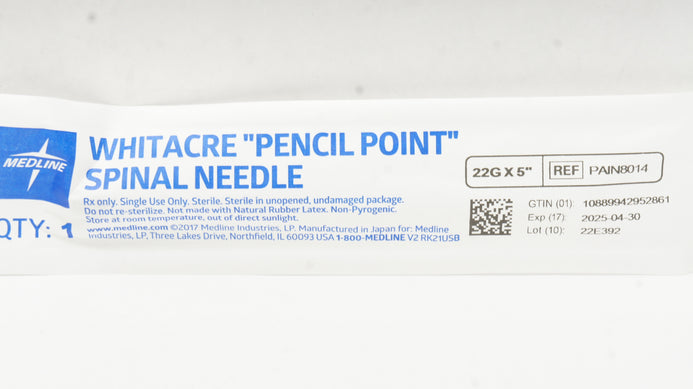 MEDLINE
QTY: 1
WHITACRE "PENCIL POINT"
SPINAL NEEDLE
Rx only. Single Use Only. Sterile. Sterile in unopened, undamaged package.
Do not re-sterilize. Not made with Natural Rubber Latex. Non-Pyrogenic.
Store at room temperature, out of direct sunlight.
www.medline.com ©2017 Medline Industries, LP. Manufactured in Japan for: Medline
Industries, LP, Three Lakes Drive, Northfield, IL 60093 USA 1-800-MEDLINE V2 RK21USB
22G X 5" REF PAIN8014
GTIN (01): 10889942952861
Exp (17): 2025-04-30
Lot (10): 22E392